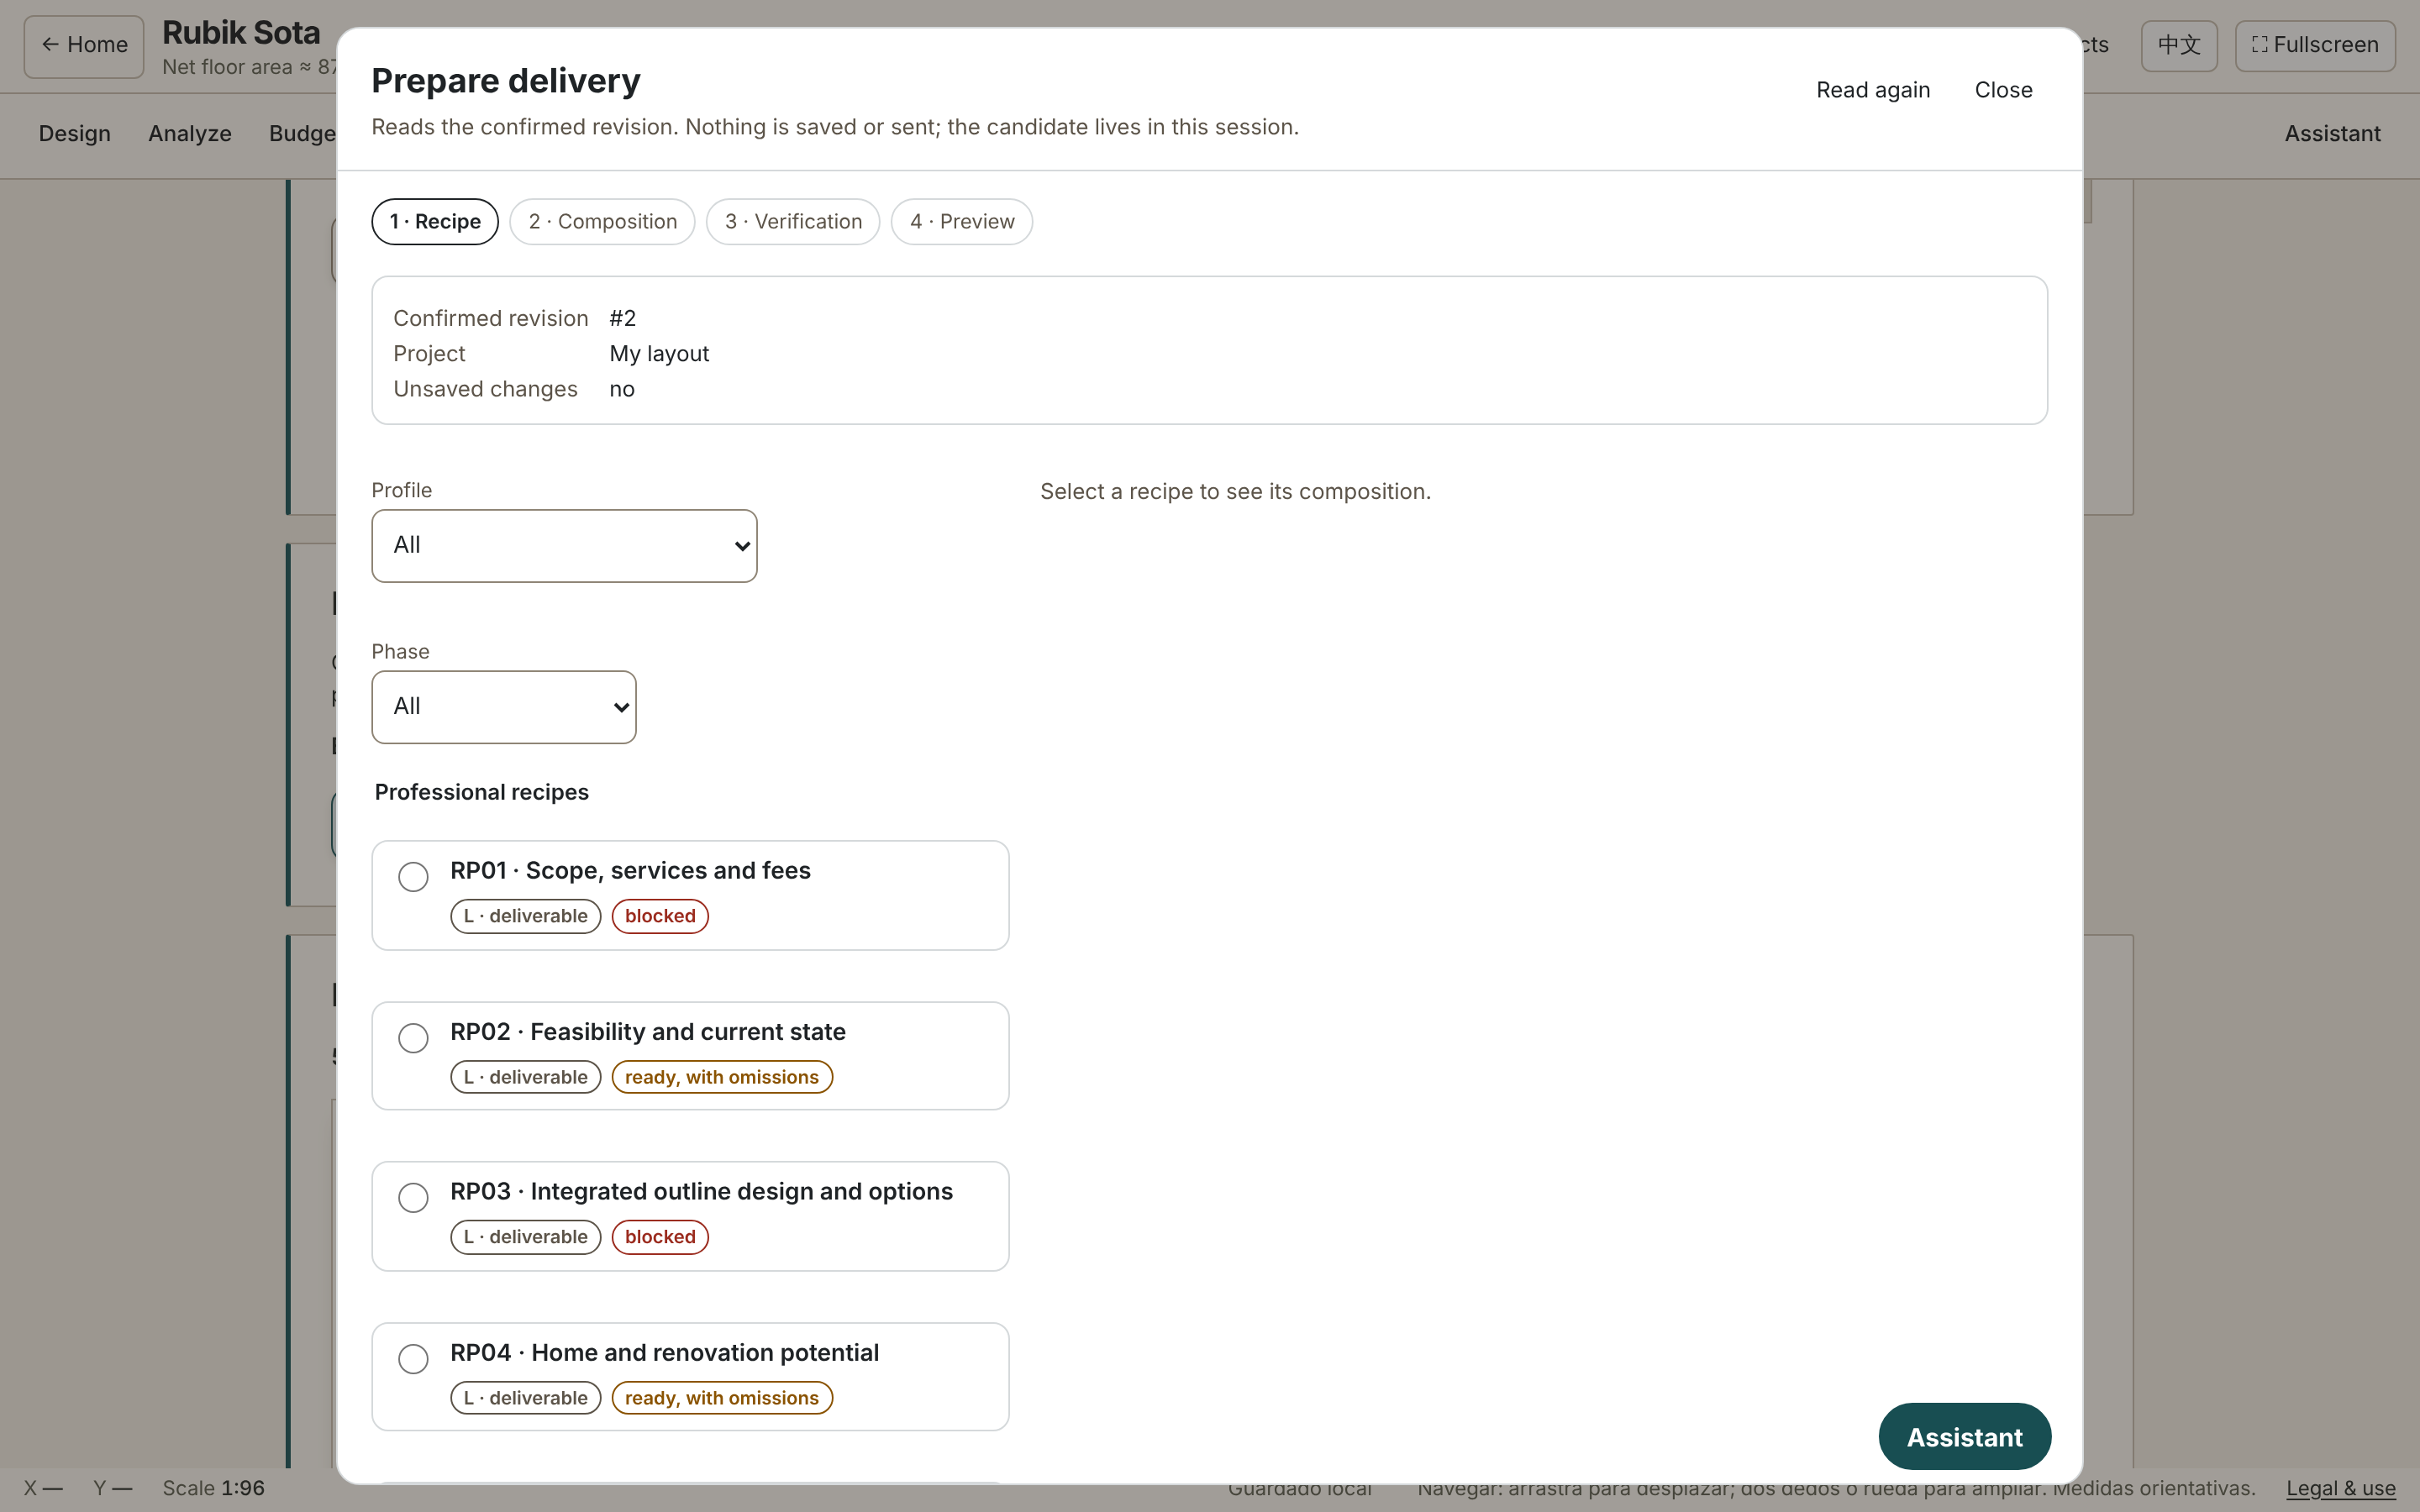 ← Home
Rubik Sota
Net floor area ≈ 87
cts
中文
Fullscreen
Design
Analyze
Budge
Assistant
Prepare delivery
Reads the confirmed revision. Nothing is saved or sent; the candidate lives in this session.
Read again
Close
1 · Recipe
2 · Composition
3 · Verification
4 · Preview
Confirmed revision #2
Project My layout
Unsaved changes no
Profile
All
Select a recipe to see its composition.
Phase
All
Professional recipes
RP01 · Scope, services and fees
L · deliverable blocked
RP02 · Feasibility and current state
L · deliverable ready, with omissions
RP03 · Integrated outline design and options
L · deliverable blocked
RP04 · Home and renovation potential
L · deliverable ready, with omissions
Assistant
X — Y — Scale 1:96
Guardado local
Navegar: arrastra para desplazar; dos dedos o rueda para ampliar. Medidas orientativas.
Legal & use